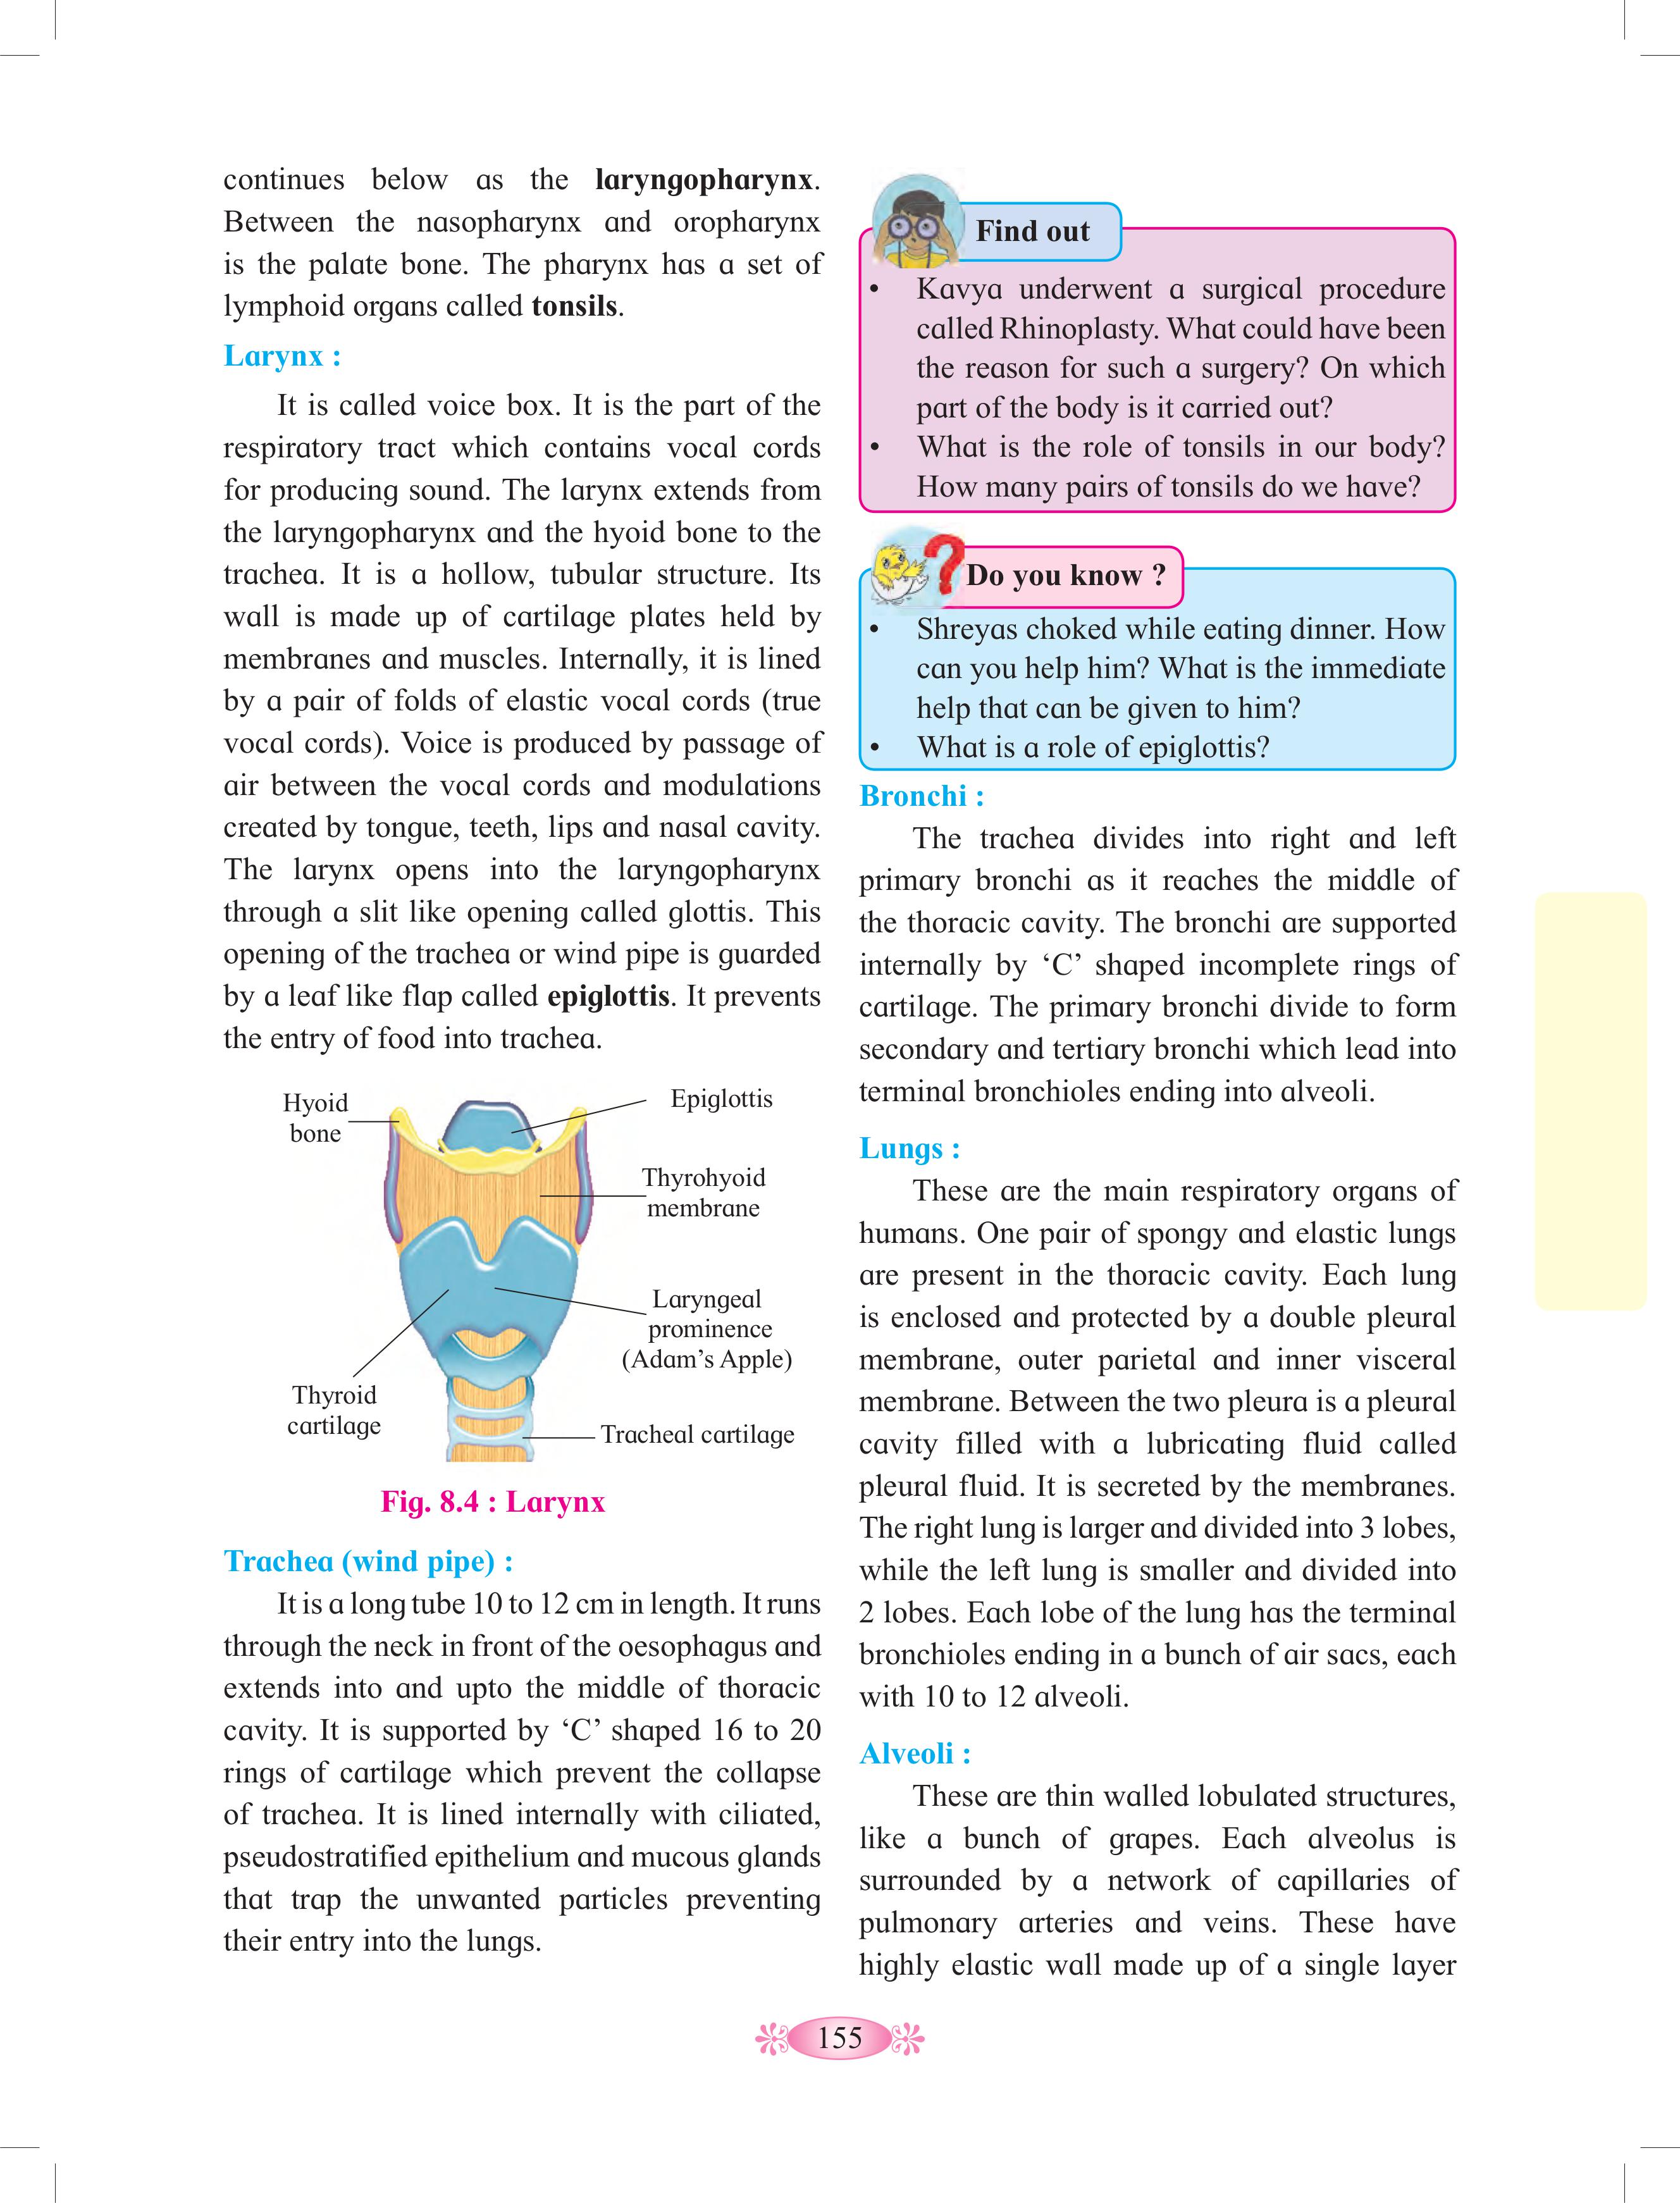 continues below as the laryngopharynx.
Between the nasopharynx and oropharynx
is the palate bone. The pharynx has a set of
lymphoid organs called tonsils.
Larynx :
It is called voice box. It is the part of the
respiratory tract which contains vocal cords
for producing sound. The larynx extends from
the laryngopharynx and the hyoid bone to the
trachea. It is a hollow, tubular structure. Its
wall is made up of cartilage plates held by
membranes and muscles. Internally, it is lined
by a pair of folds of elastic vocal cords (true
vocal cords). Voice is produced by passage of
air between the vocal cords and modulations
created by tongue, teeth, lips and nasal cavity.
The larynx opens into the laryngopharynx
through a slit like opening called glottis. This
opening of the trachea or wind pipe is guarded
by a leaf like flap called epiglottis. It prevents
the entry of food into trachea.
Hyoid
bone
Epiglottis
Thyrohyoid
membrane
Laryngeal
prominence
(Adam’s Apple)
Thyroid
cartilage
Tracheal cartilage
Fig. 8.4 : Larynx
Trachea (wind pipe) :
It is a long tube 10 to 12 cm in length. It runs
through the neck in front of the oesophagus and
extends into and upto the middle of thoracic
cavity. It is supported by ‘C’ shaped 16 to 20
rings of cartilage which prevent the collapse
of trachea. It is lined internally with ciliated,
pseudostratified epithelium and mucous glands
that trap the unwanted particles preventing
their entry into the lungs.
Find out
• Kavya underwent a surgical procedure
called Rhinoplasty. What could have been
the reason for such a surgery? On which
part of the body is it carried out?
• What is the role of tonsils in our body?
How many pairs of tonsils do we have?
Do you know ?
• Shreyas choked while eating dinner. How
can you help him? What is the immediate
help that can be given to him?
• What is a role of epiglottis?
Bronchi :
The trachea divides into right and left
primary bronchi as it reaches the middle of
the thoracic cavity. The bronchi are supported
internally by ‘C’ shaped incomplete rings of
cartilage. The primary bronchi divide to form
secondary and tertiary bronchi which lead into
terminal bronchioles ending into alveoli.
Lungs :
These are the main respiratory organs of
humans. One pair of spongy and elastic lungs
are present in the thoracic cavity. Each lung
is enclosed and protected by a double pleural
membrane, outer parietal and inner visceral
membrane. Between the two pleura is a pleural
cavity filled with a lubricating fluid called
pleural fluid. It is secreted by the membranes.
The right lung is larger and divided into 3 lobes,
while the left lung is smaller and divided into
2 lobes. Each lobe of the lung has the terminal
bronchioles ending in a bunch of air sacs, each
with 10 to 12 alveoli.
Alveoli :
These are thin walled lobulated structures,
like a bunch of grapes. Each alveolus is
surrounded by a network of capillaries of
pulmonary arteries and veins. These have
highly elastic wall made up of a single layer
155